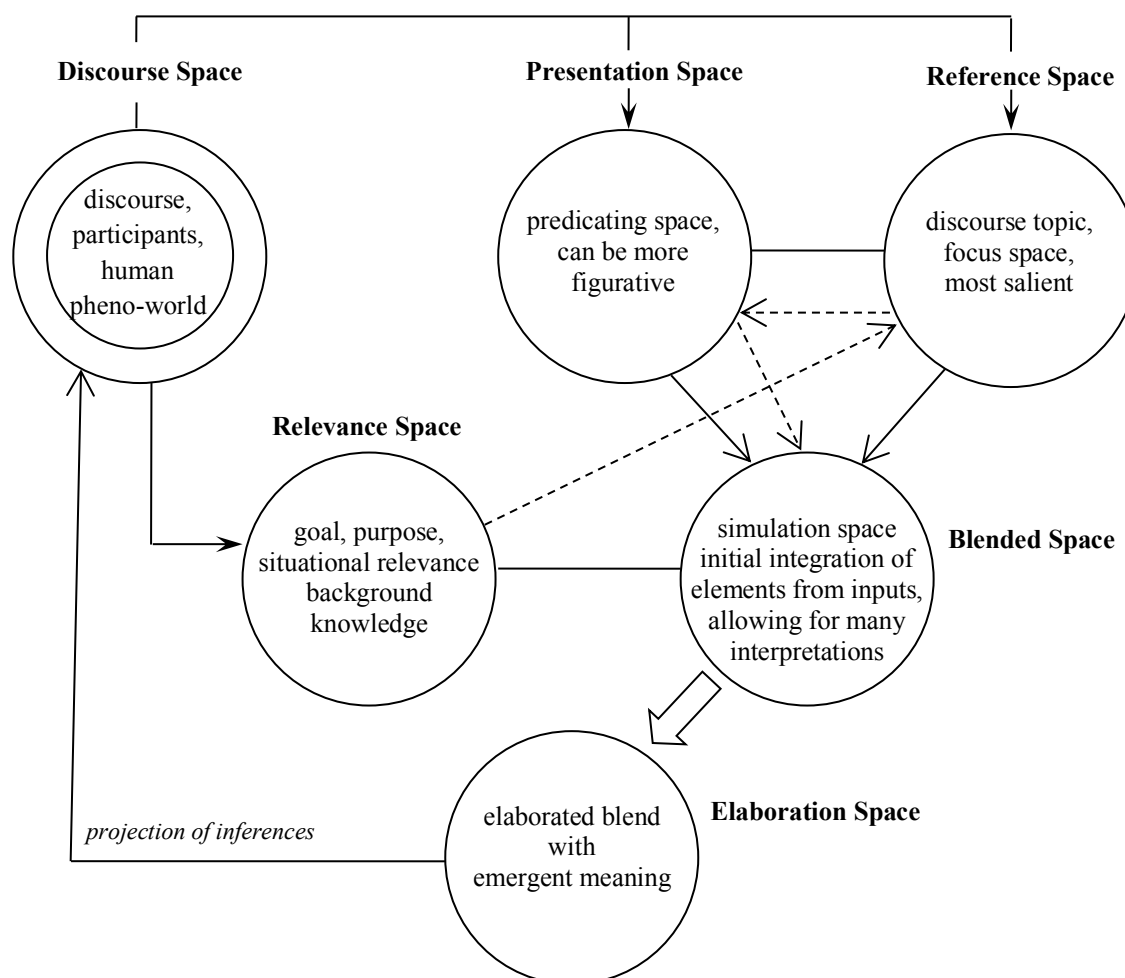 Discourse Space
Presentation Space
Reference Space
discourse,
participants,
human
pheno-world
predicating space,
can be more
figurative
discourse topic,
focus space,
most salient
Relevance Space
goal, purpose,
situational relevance
background
knowledge
simulation space
initial integration of
elements from inputs,
allowing for many
interpretations
Blended Space
elaborated blend
with
emergent meaning
Elaboration Space
projection of inferences